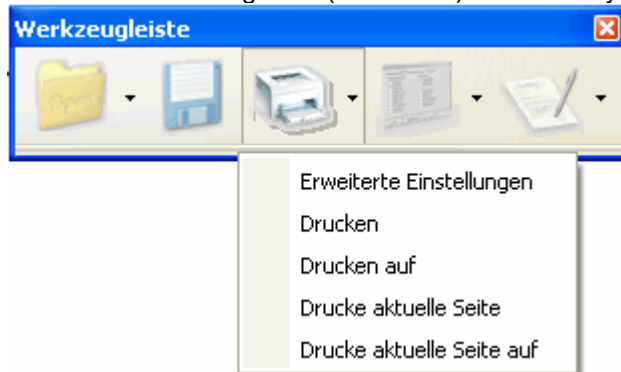 Werkzeugleiste
Open
Erweiterte Einstellungen
Drucken
Drucken auf
Drucke aktuelle Seite
Drucke aktuelle Seite auf